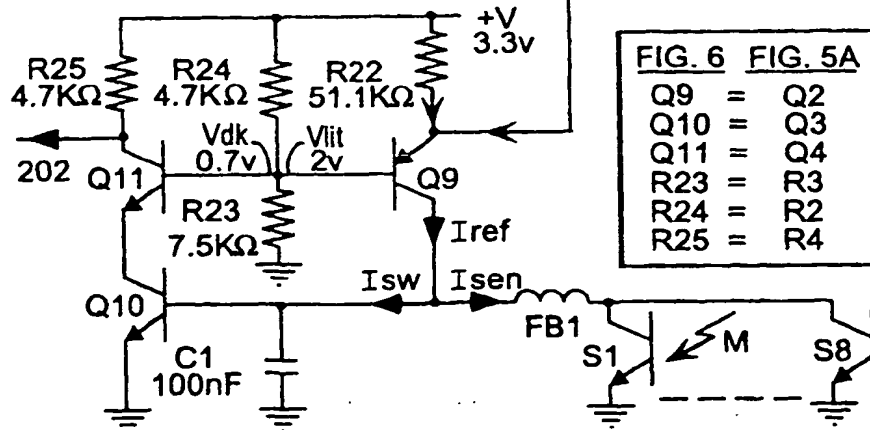 +V
3.3v
R25
4.7KΩ
R24
4.7KΩ
R22
51.1KΩ
202
Vdk
0.7v
Vlit
2v
Q11
Q9
R23
7.5KΩ
Iref
Isw
Isen
Q10
C1
100nF
FB1
S1
M
S8
FIG. 6 FIG. 5A
Q9 = Q2
Q10 = Q3
Q11 = Q4
R23 = R3
R24 = R2
R25 = R4